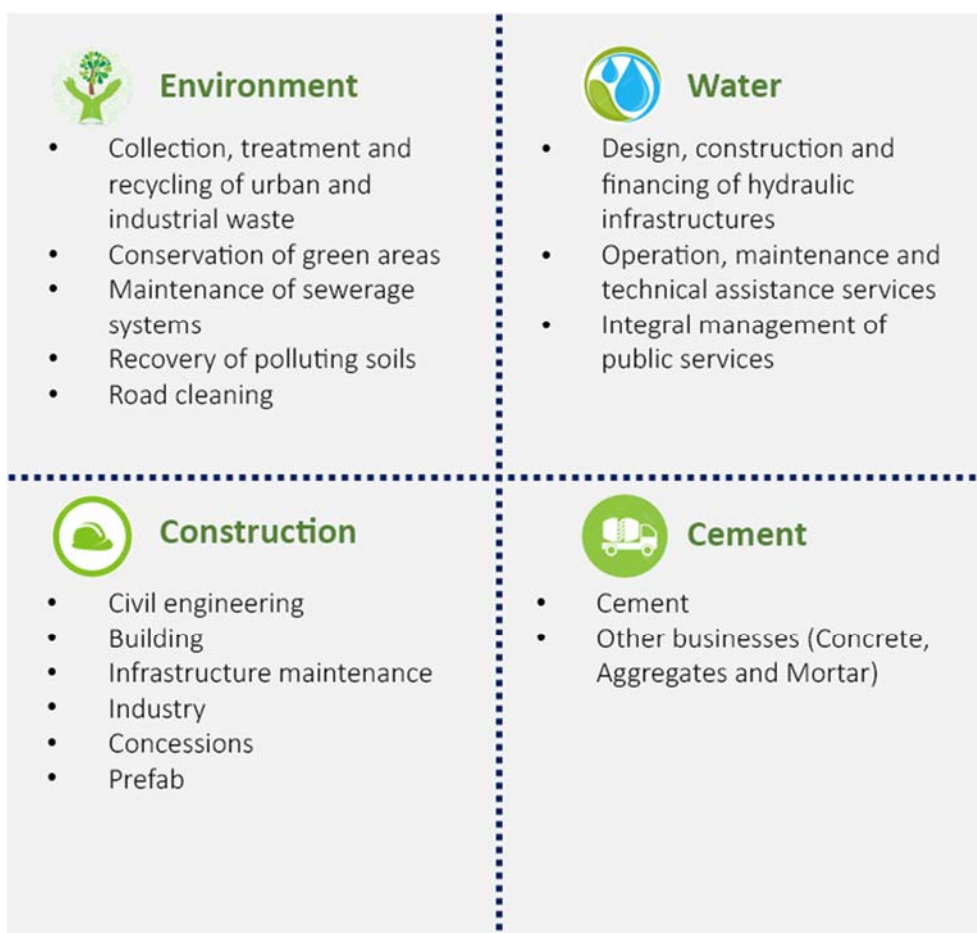 Environment
• Collection, treatment and
recycling of urban and
industrial waste
• Conservation of green areas
• Maintenance of sewerage
systems
• Recovery of polluting soils
• Road cleaning
Water
• Design, construction and
financing of hydraulic
infrastructures
• Operation, maintenance and
technical assistance services
• Integral management of
public services
Construction
• Civil engineering
• Building
• Infrastructure maintenance
• Industry
• Concessions
• Prefab
Cement
• Cement
• Other businesses (Concrete,
Aggregates and Mortar)